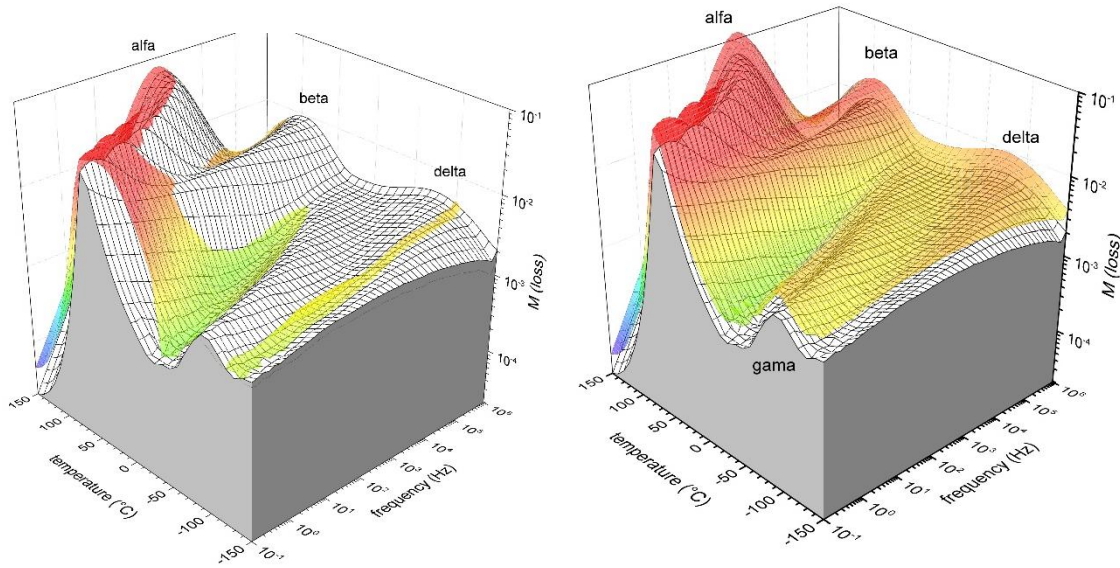 alfa
beta
delta
10-1
10-2
10-3
10-4
M (loss)
150
100
50
0
-50
-100
-150
temperature (°C)
10-1
100
101
102
103
104
105
106
frequency (Hz)
alfa
beta
delta
gama
10-1
10-2
10-3
10-4
M (loss)
150
100
50
0
-50
-100
-150
temperature (°C)
10-1
100
101
102
103
104
105
106
frequency (Hz)